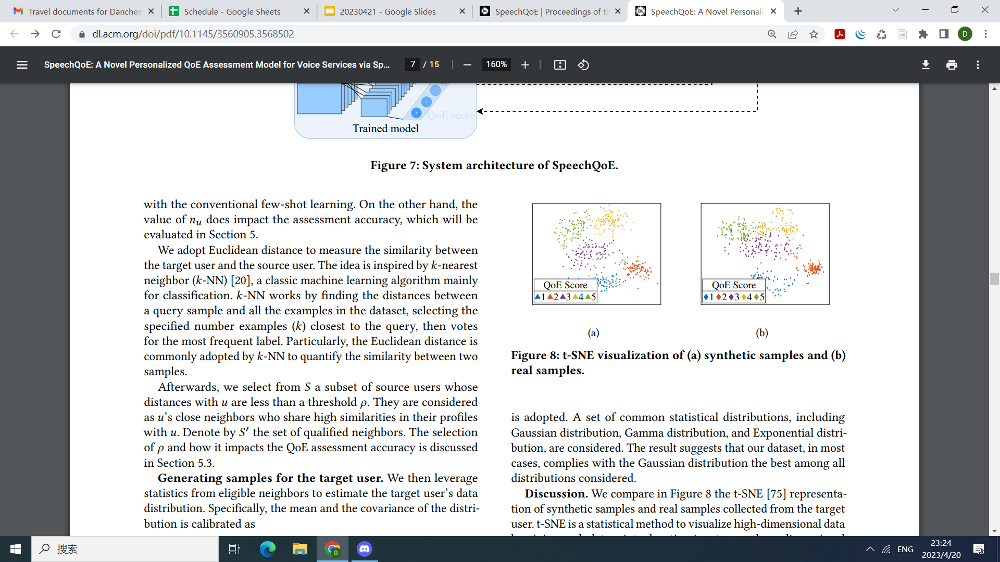 Travel documents for Danchen
Schedule - Google Sheets
20230421 - Google Slides
SpeechQoE | Proceedings of th
SpeechQoE: A Novel Personali
dl.acm.org/doi/pdf/10.1145/3560905.3568502
D
SpeechQoE: A Novel Personalized QoE Assessment Model for Voice Services via Sp...
7 / 15
160%
QoE score
Trained model
Figure 7: System architecture of SpeechQoE.
with the conventional few-shot learning. On the other hand, the
value of nu does impact the assessment accuracy, which will be
evaluated in Section 5.
We adopt Euclidean distance to measure the similarity between
the target user and the source user. The idea is inspired by k-nearest
neighbor (k-NN) [20], a classic machine learning algorithm mainly
for classification. k-NN works by finding the distances between
a query sample and all the examples in the dataset, selecting the
specified number examples (k) closest to the query, then votes
for the most frequent label. Particularly, the Euclidean distance is
commonly adopted by k-NN to quantify the similarity between two
samples.
Afterwards, we select from S a subset of source users whose
distances with u are less than a threshold ρ. They are considered
as u's close neighbors who share high similarities in their profiles
with u. Denote by S′ the set of qualified neighbors. The selection
of ρ and how it impacts the QoE assessment accuracy is discussed
in Section 5.3.
Generating samples for the target user. We then leverage
statistics from eligible neighbors to estimate the target user's data
distribution. Specifically, the mean and the covariance of the distri-
bution is calibrated as
QoE Score
1 2 3 4 5
QoE Score
1 2 3 4 5
(a)
(b)
Figure 8: t-SNE visualization of (a) synthetic samples and (b)
real samples.
is adopted. A set of common statistical distributions, including
Gaussian distribution, Gamma distribution, and Exponential distri-
bution, are considered. The result suggests that our dataset, in most
cases, complies with the Gaussian distribution the best among all
distributions considered.
Discussion. We compare in Figure 8 the t-SNE [75] representa-
tion of synthetic samples and real samples collected from the target
user. t-SNE is a statistical method to visualize high-dimensional data
搜索
D
ENG
23:24
2023/4/20